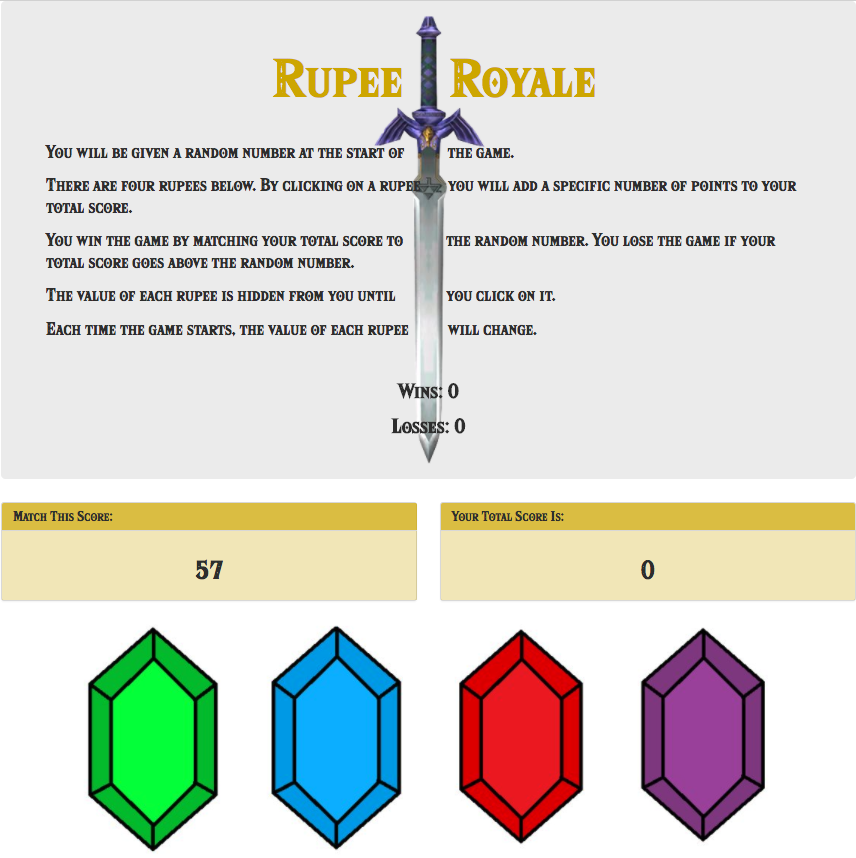 Rupee Royale
You will be given a random number at the start of the game.
There are four rupees below. By clicking on a rupee you will add a specific number of points to your
total score.
You win the game by matching your total score to the random number. You lose the game if your
total score goes above the random number.
The value of each rupee is hidden from you until you click on it.
Each time the game starts, the value of each rupee will change.
Wins: 0
Losses: 0
Match This Score:
57
Your Total Score Is:
0